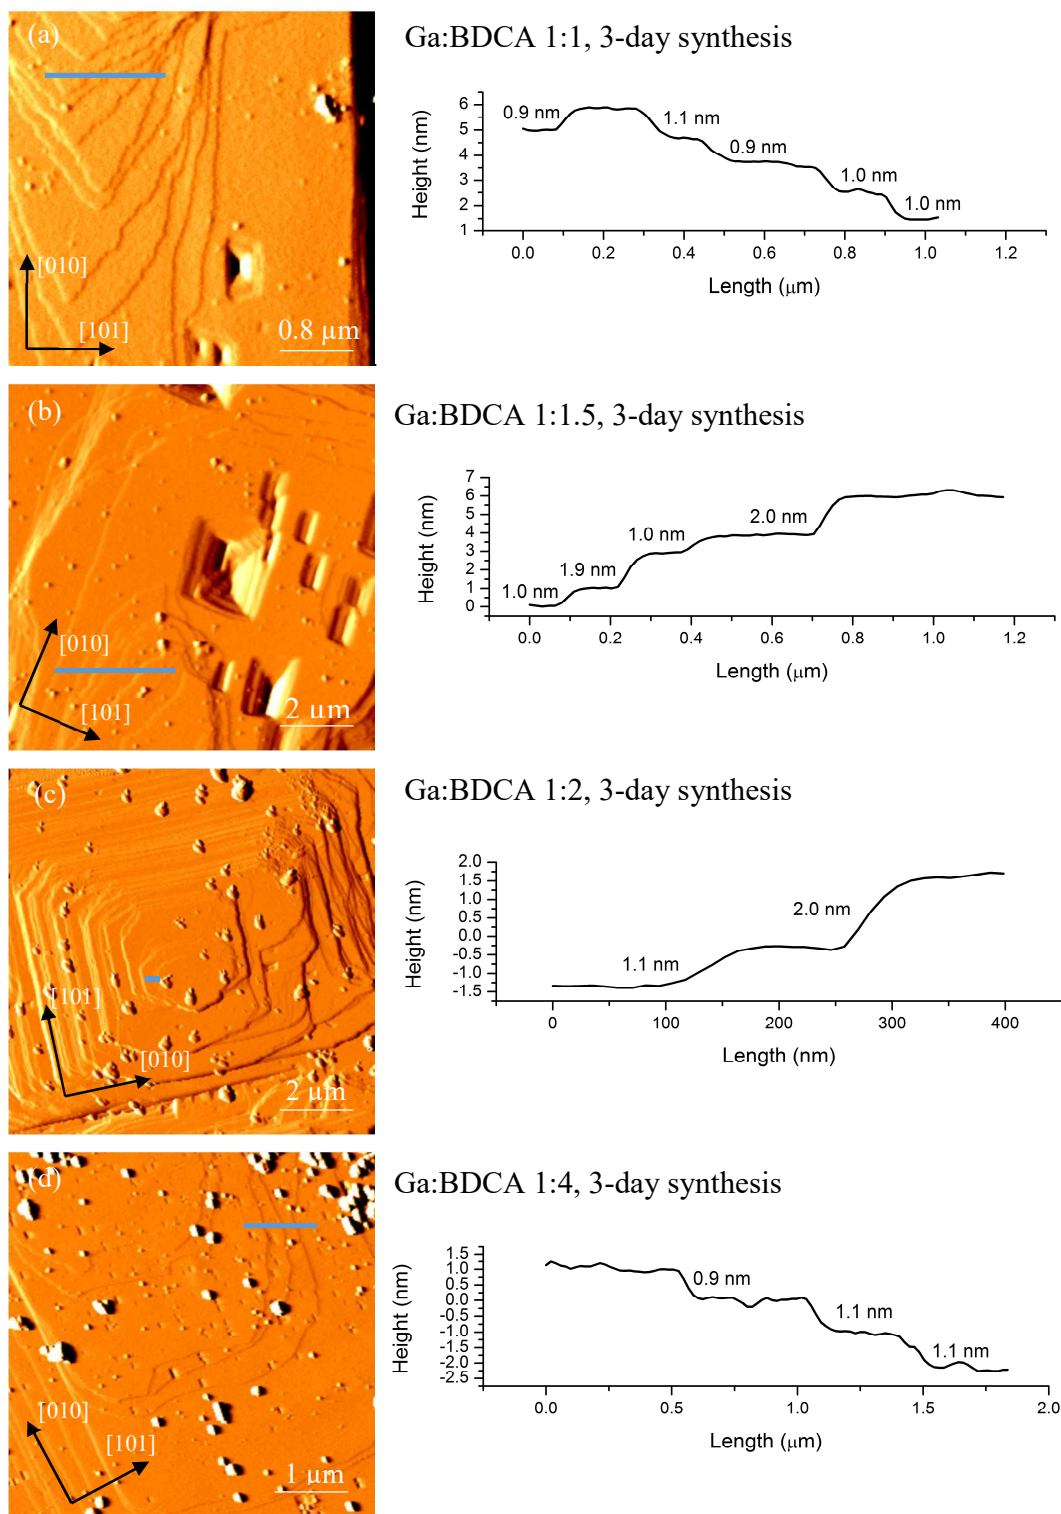 (a)
Ga:BDCA 1:1, 3-day synthesis
[010]
[101]
0.8 μm
Height (nm)
6
5
4
3
2
1
0.9 nm
1.1 nm
0.9 nm
1.0 nm
1.0 nm
0.0 0.2 0.4 0.6 0.8 1.0 1.2
Length (μm)
(b)
Ga:BDCA 1:1.5, 3-day synthesis
[010]
[101]
2 μm
Height (nm)
7
6
5
4
3
2
1
0
1.0 nm
1.9 nm
1.0 nm
2.0 nm
0.0 0.2 0.4 0.6 0.8 1.0 1.2
Length (μm)
(c)
Ga:BDCA 1:2, 3-day synthesis
[101]
[010]
2 μm
Height (nm)
2.0
1.5
1.0
0.5
0.0
-0.5
-1.0
-1.5
1.1 nm
2.0 nm
0 100 200 300 400
Length (nm)
(d)
Ga:BDCA 1:4, 3-day synthesis
[010]
[101]
1 μm
Height (nm)
1.5
1.0
0.5
0.0
-0.5
-1.0
-1.5
-2.0
-2.5
0.9 nm
1.1 nm
1.1 nm
0.0 0.5 1.0 1.5 2.0
Length (μm)